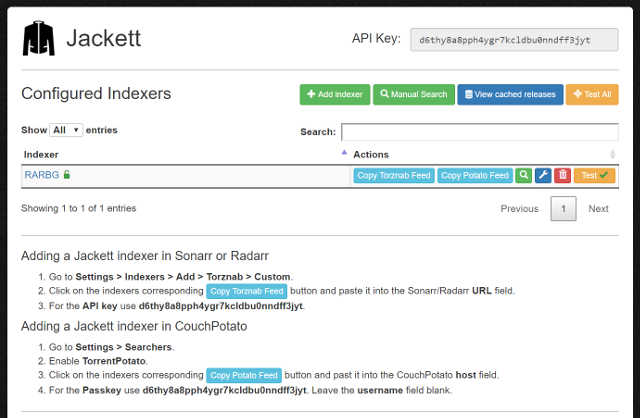 Jackett API Key: d6thy8a8pph4ygr7kcldbu0nndff3jyt
Configured Indexers Add Indexer Manual Search View cached releases Test All
Show All entries Search:
Indexer Actions
RARBG Copy Torznab Feed Copy Potato Feed Test
Showing 1 to 1 of 1 entries Previous 1 Next
Adding a Jackett indexer in Sonarr or Radarr
1. Go to Settings > Indexers > Add > Torznab > Custom.
2. Click on the indexers corresponding Copy Torznab Feed button and paste it into the Sonarr/Radarr URL field.
3. For the API key use d6thy8a8pph4ygr7kcldbu0nndff3jyt.
Adding a Jackett indexer in CouchPotato
1. Go to Settings > Searchers.
2. Enable TorrentPotato.
3. Click on the indexers corresponding Copy Potato Feed button and past it into the CouchPotato host field.
4. For the Passkey use d6thy8a8pph4ygr7kcldbu0nndff3jyt. Leave the username field blank.